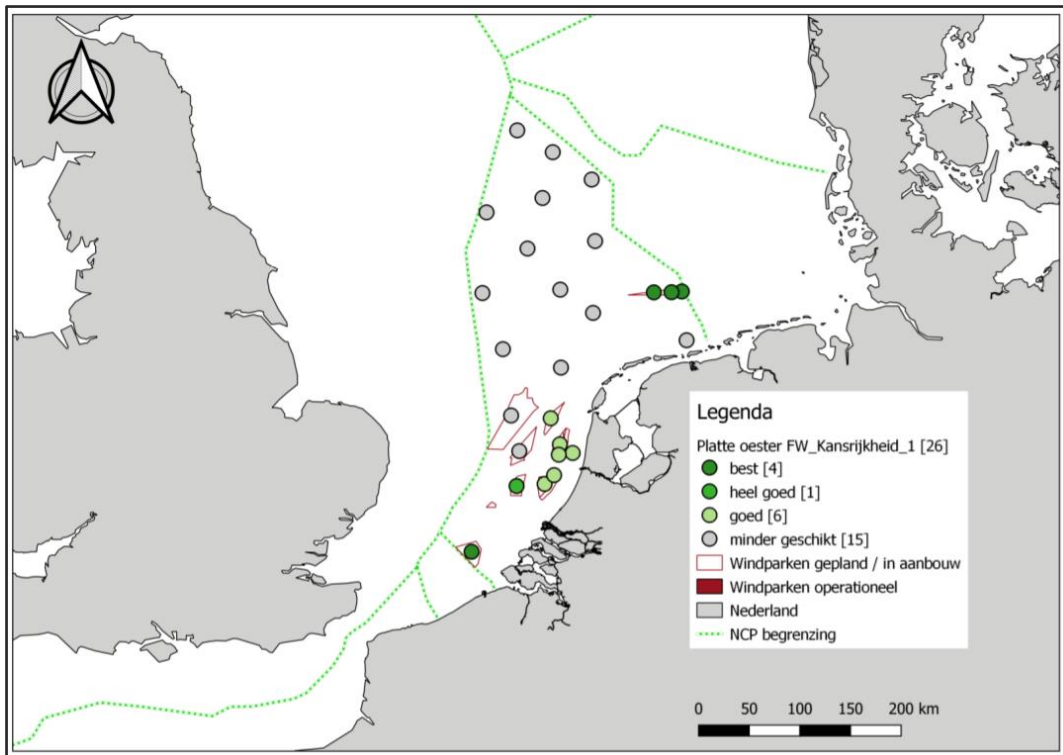 Legenda
Platte oester FW_Kansrijkheid_1 [26]
best [4]
heel goed [1]
goed [6]
minder geschikt [15]
Windparken gepland / in aanbouw
Windparken operationeel
Nederland
NCP begrenzing
0 50 100 150 200 km